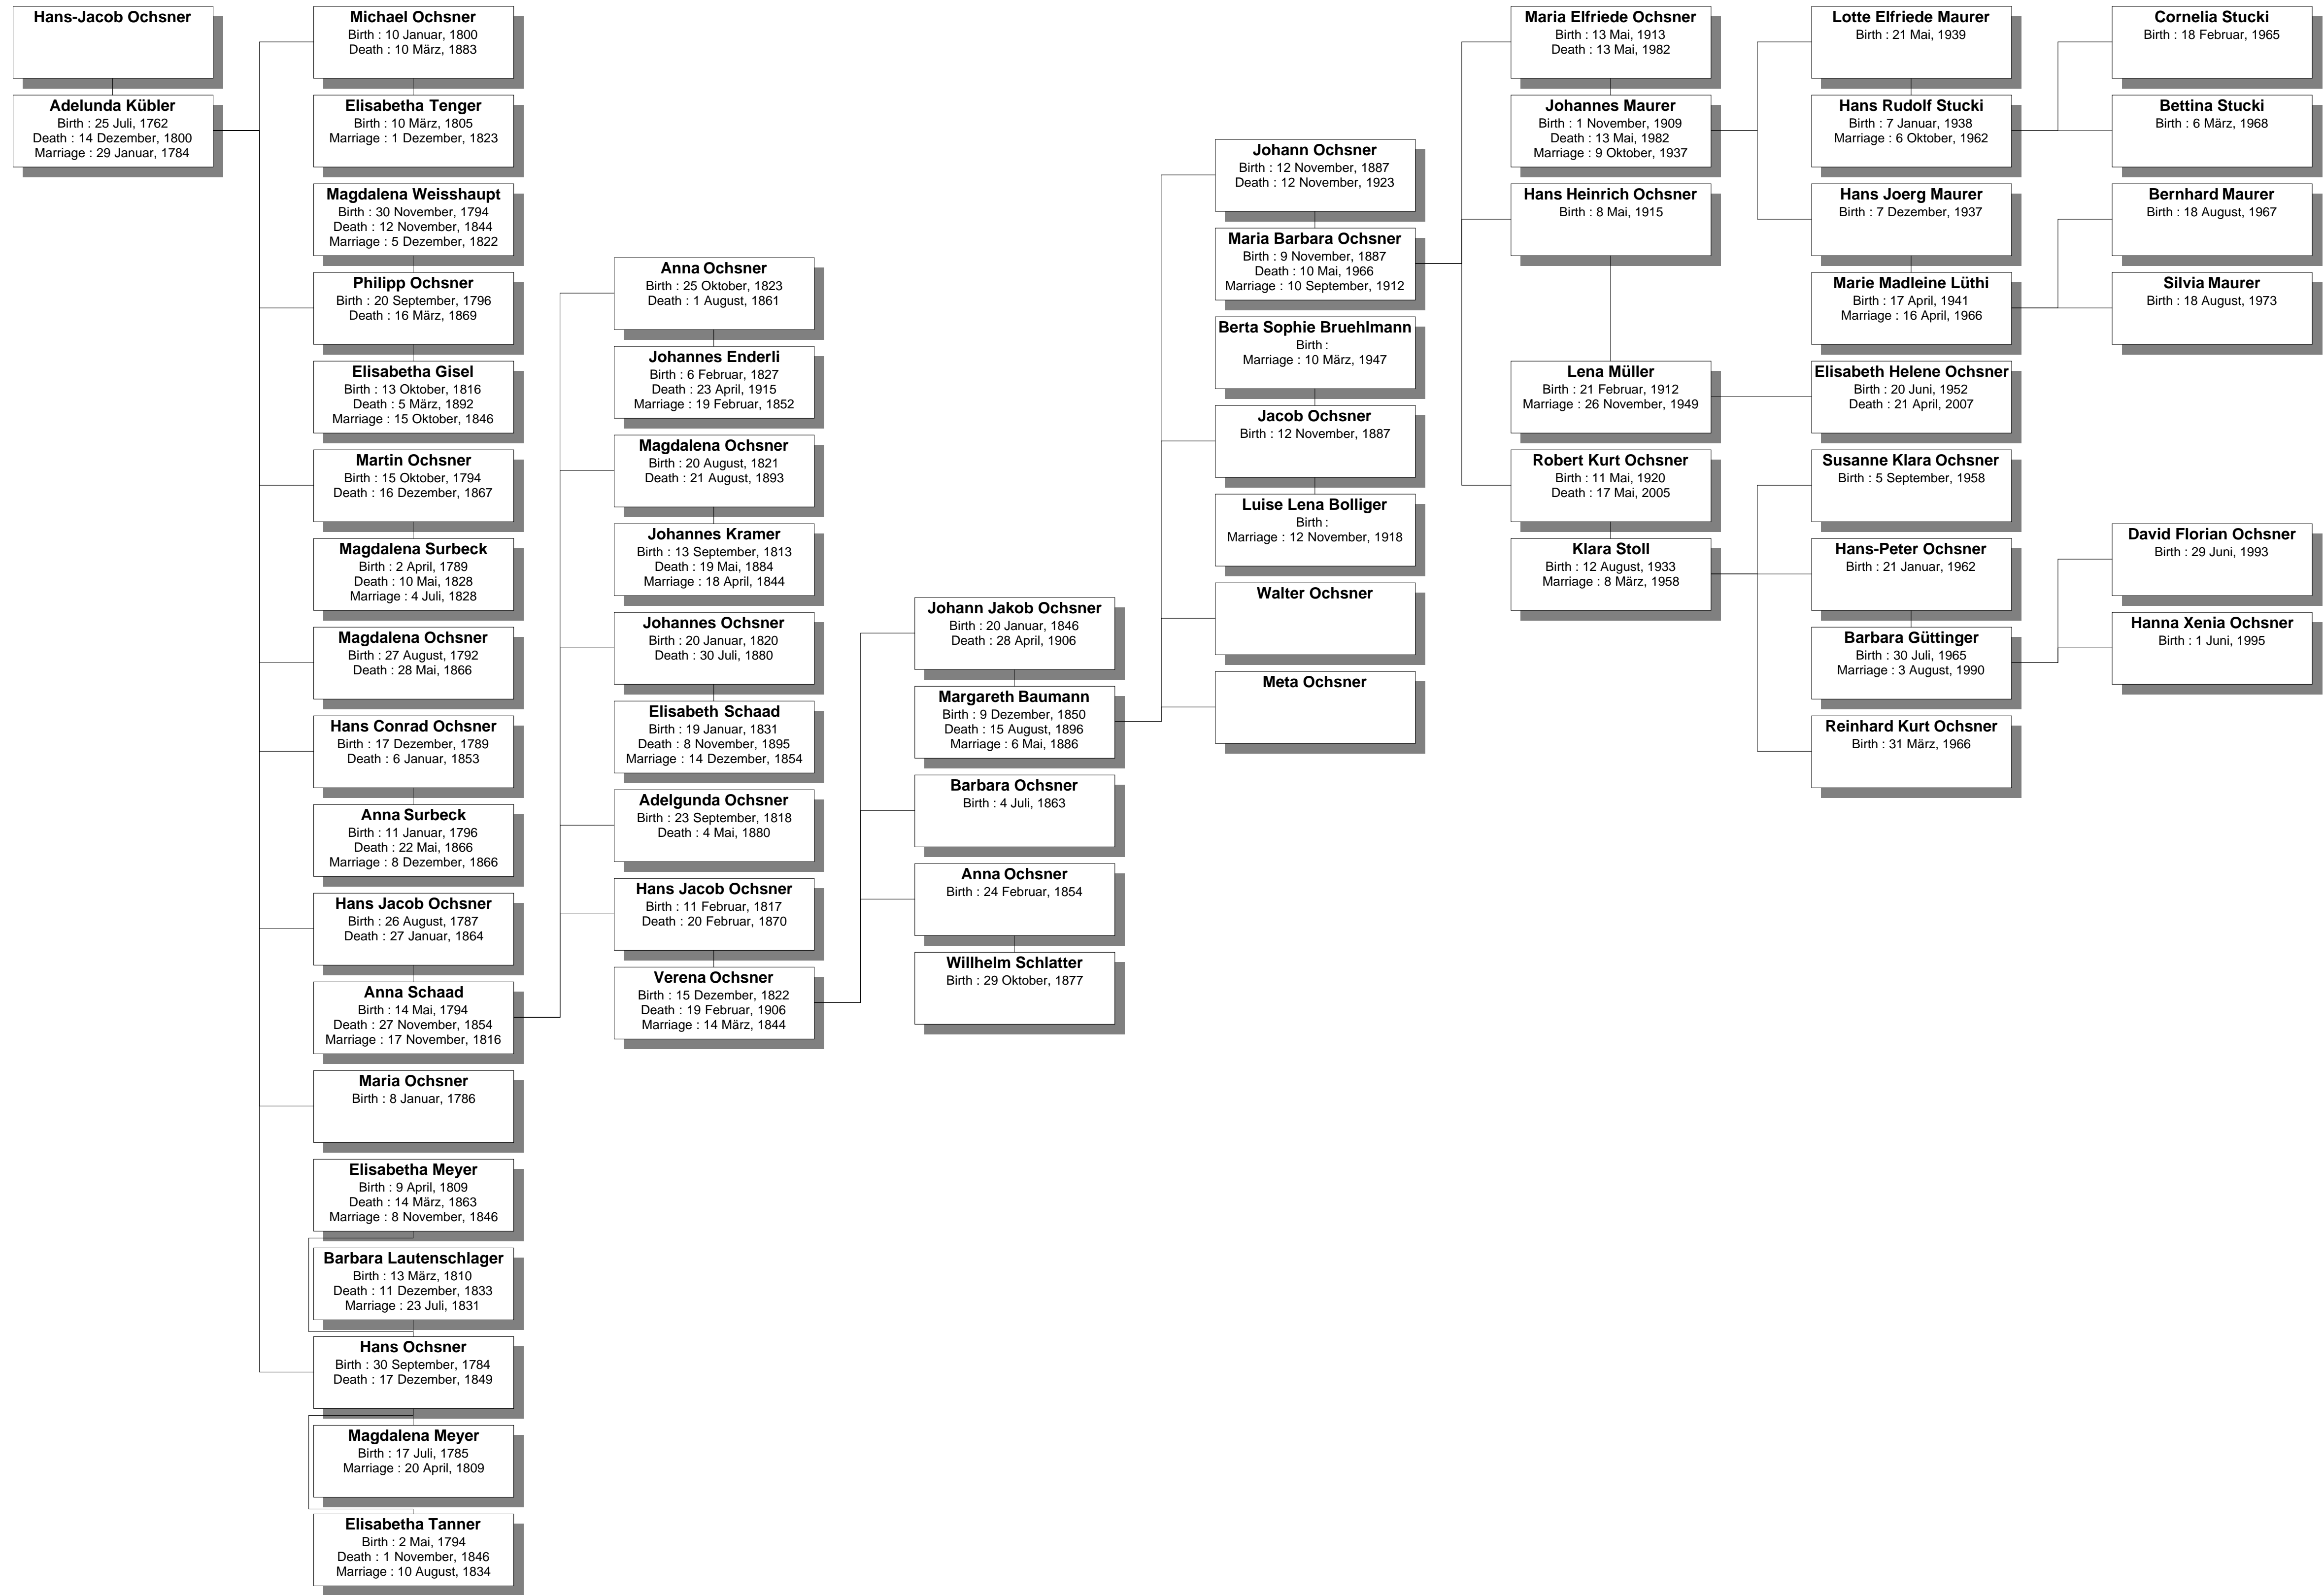 Hans-Jacob Ochsner
Adelunda Kübler
Birth : 25 Juli, 1762
Death : 14 Dezember, 1800
Marriage : 29 Januar, 1784
Michael Ochsner
Birth : 10 Januar, 1800
Death : 10 März, 1883
Elisabetha Tenger
Birth : 10 März, 1805
Marriage : 1 Dezember, 1823
Magdalena Weisshaupt
Birth : 30 November, 1794
Death : 12 November, 1844
Marriage : 5 Dezember, 1822
Philipp Ochsner
Birth : 20 September, 1796
Death : 16 März, 1869
Elisabetha Gisel
Birth : 13 Oktober, 1816
Death : 5 März, 1892
Marriage : 15 Oktober, 1846
Martin Ochsner
Birth : 15 Oktober, 1794
Death : 16 Dezember, 1867
Magdalena Surbeck
Birth : 2 April, 1789
Death : 10 Mai, 1828
Marriage : 4 Juli, 1828
Magdalena Ochsner
Birth : 27 August, 1792
Death : 28 Mai, 1866
Hans Conrad Ochsner
Birth : 17 Dezember, 1789
Death : 6 Januar, 1853
Anna Surbeck
Birth : 11 Januar, 1796
Death : 22 Mai, 1866
Marriage : 8 Dezember, 1866
Hans Jacob Ochsner
Birth : 26 August, 1787
Death : 27 Januar, 1864
Anna Schaad
Birth : 14 Mai, 1794
Death : 27 November, 1854
Marriage : 17 November, 1816
Maria Ochsner
Birth : 8 Januar, 1786
Elisabetha Meyer
Birth : 9 April, 1809
Death : 14 März, 1863
Marriage : 8 November, 1846
Barbara Lautenschlager
Birth : 13 März, 1810
Death : 11 Dezember, 1833
Marriage : 23 Juli, 1831
Hans Ochsner
Birth : 30 September, 1784
Death : 17 Dezember, 1849
Magdalena Meyer
Birth : 17 Juli, 1785
Marriage : 20 April, 1809
Elisabetha Tanner
Birth : 2 Mai, 1794
Death : 1 November, 1846
Marriage : 10 August, 1834
Anna Ochsner
Birth : 25 Oktober, 1823
Death : 1 August, 1861
Johannes Enderli
Birth : 6 Februar, 1827
Death : 23 April, 1915
Marriage : 19 Februar, 1852
Magdalena Ochsner
Birth : 20 August, 1821
Death : 21 August, 1893
Johannes Kramer
Birth : 13 September, 1813
Death : 19 Mai, 1884
Marriage : 18 April, 1844
Johannes Ochsner
Birth : 20 Januar, 1820
Death : 30 Juli, 1880
Elisabeth Schaad
Birth : 19 Januar, 1831
Death : 8 November, 1895
Marriage : 14 Dezember, 1854
Adelgunda Ochsner
Birth : 23 September, 1818
Death : 4 Mai, 1880
Hans Jacob Ochsner
Birth : 11 Februar, 1817
Death : 20 Februar, 1870
Verena Ochsner
Birth : 15 Dezember, 1822
Death : 19 Februar, 1906
Marriage : 14 März, 1844
Johann Jakob Ochsner
Birth : 20 Januar, 1846
Death : 28 April, 1906
Margareth Baumann
Birth : 9 Dezember, 1850
Death : 15 August, 1896
Marriage : 6 Mai, 1886
Barbara Ochsner
Birth : 4 Juli, 1863
Anna Ochsner
Birth : 24 Februar, 1854
Willhelm Schlatter
Birth : 29 Oktober, 1877
Johann Ochsner
Birth : 12 November, 1887
Death : 12 November, 1923
Maria Barbara Ochsner
Birth : 9 November, 1887
Death : 10 Mai, 1966
Marriage : 10 September, 1912
Berta Sophie Bruehlmann
Birth :
Marriage : 10 März, 1947
Jacob Ochsner
Birth : 12 November, 1887
Luise Lena Bolliger
Birth :
Marriage : 12 November, 1918
Walter Ochsner
Meta Ochsner
Maria Elfriede Ochsner
Birth : 13 Mai, 1913
Death : 13 Mai, 1982
Johannes Maurer
Birth : 1 November, 1909
Death : 13 Mai, 1982
Marriage : 9 Oktober, 1937
Hans Heinrich Ochsner
Birth : 8 Mai, 1915
Lena Müller
Birth : 21 Februar, 1912
Marriage : 26 November, 1949
Robert Kurt Ochsner
Birth : 11 Mai, 1920
Death : 17 Mai, 2005
Klara Stoll
Birth : 12 August, 1933
Marriage : 8 März, 1958
Lotte Elfriede Maurer
Birth : 21 Mai, 1939
Hans Rudolf Stucki
Birth : 7 Januar, 1938
Marriage : 6 Oktober, 1962
Hans Joerg Maurer
Birth : 7 Dezember, 1937
Marie Madleine Lüthi
Birth : 17 April, 1941
Marriage : 16 April, 1966
Elisabeth Helene Ochsner
Birth : 20 Juni, 1952
Death : 21 April, 2007
Susanne Klara Ochsner
Birth : 5 September, 1958
Hans-Peter Ochsner
Birth : 21 Januar, 1962
Barbara Güttinger
Birth : 30 Juli, 1965
Marriage : 3 August, 1990
Reinhard Kurt Ochsner
Birth : 31 März, 1966
Cornelia Stucki
Birth : 18 Februar, 1965
Bettina Stucki
Birth : 6 März, 1968
Bernhard Maurer
Birth : 18 August, 1967
Silvia Maurer
Birth : 18 August, 1973
David Florian Ochsner
Birth : 29 Juni, 1993
Hanna Xenia Ochsner
Birth : 1 Juni, 1995